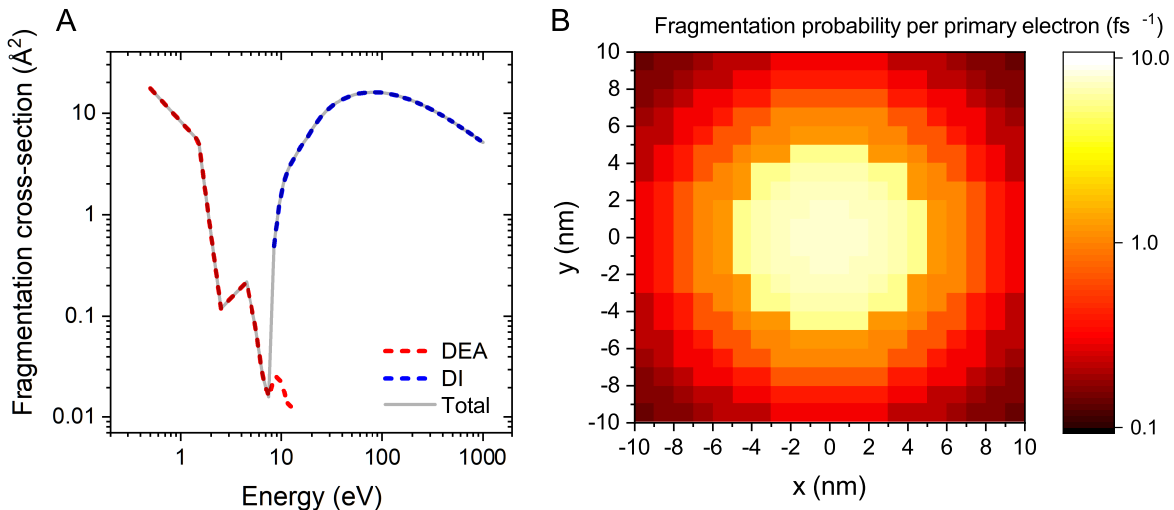 A
Fragmentation cross-section (Å²)
10
1
0.1
0.01
1
10
100
1000
Energy (eV)
DEA
DI
Total
B
Fragmentation probability per primary electron (fs ⁻¹)
10
8
6
4
2
0
-2
-4
-6
-8
-10
y (nm)
-10 -8 -6 -4 -2 0 2 4 6 8 10
x (nm)
10.0
1.0
0.1